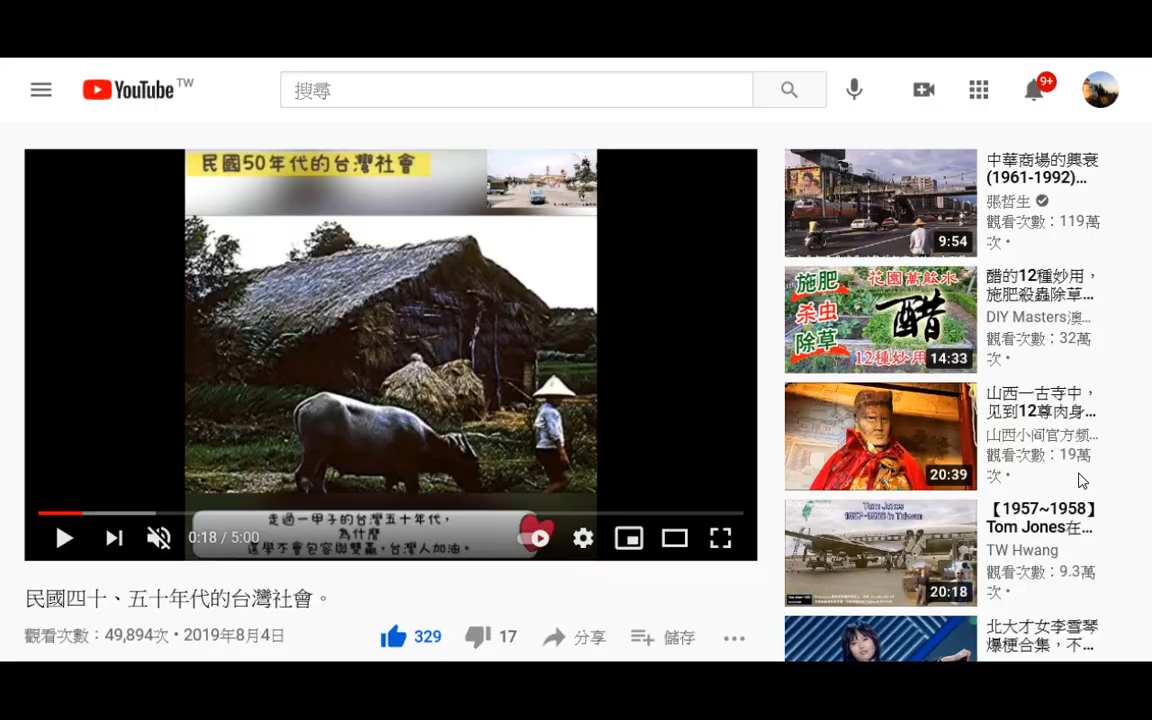 YouTube TW
搜尋
9+
民國50年代的台灣社會
走過一甲子的台灣五十年代，
為什麼
還學不會包容與雙贏，台灣人加油。
0:18 / 5:00
民國四十、五十年代的台灣社會。
觀看次數：49,894次 • 2019年8月4日
329
17
分享
儲存
9:54
中華商場的興衰
(1961-1992)...
張哲生
觀看次數：119萬
次 •
施肥
杀虫
除草
花園萬能水
醋
12種妙用
14:33
醋的12種妙用，
施肥殺蟲除草...
DIY Masters澳...
觀看次數：32萬
次 •
20:39
山西一古寺中，
见到12尊肉身...
山西小阎官方频...
觀看次數：19萬
次 •
Tom Jones
1957-1958 in Taiwan
20:18
【1957~1958】
Tom Jones在...
TW Hwang
觀看次數：9.3萬
次 •
北大才女李雪琴
爆梗合集，不...